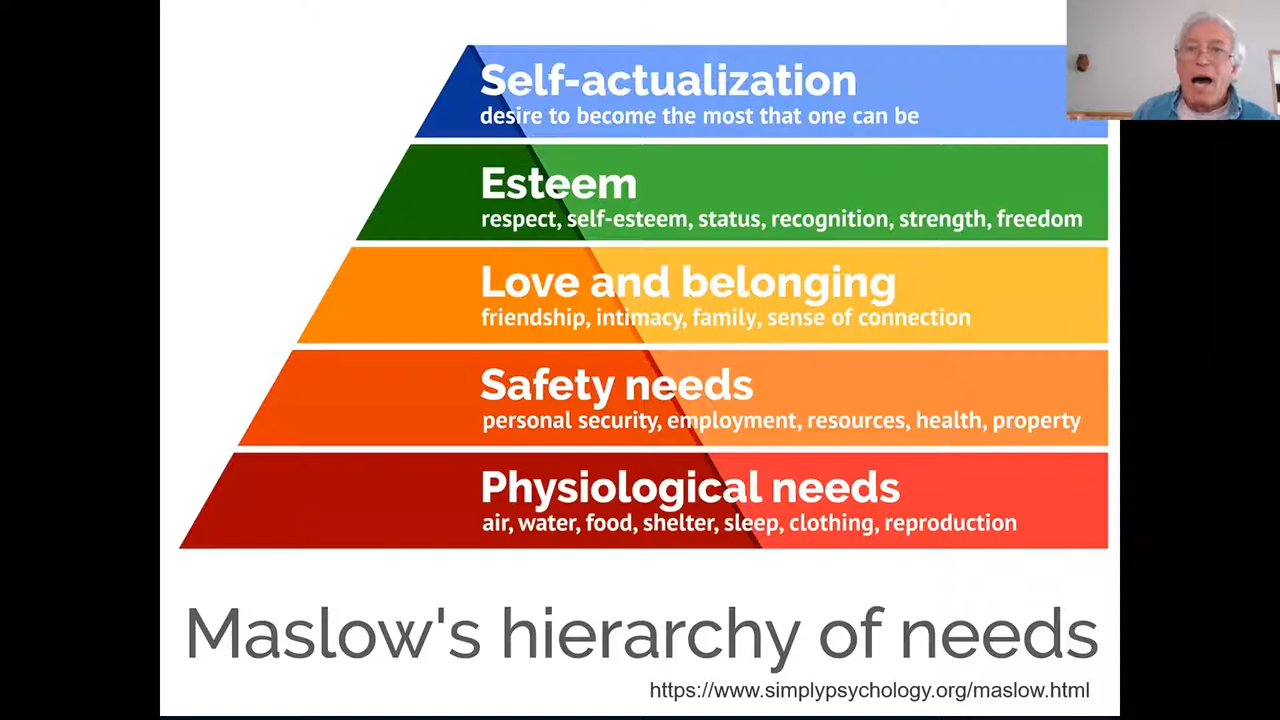 Self-actualization
desire to become the most that one can be
Esteem
respect, self-esteem, status, recognition, strength, freedom
Love and belonging
friendship, intimacy, family, sense of connection
Safety needs
personal security, employment, resources, health, property
Physiological needs
air, water, food, shelter, sleep, clothing, reproduction
Maslow's hierarchy of needs
https://www.simplypsychology.org/maslow.html